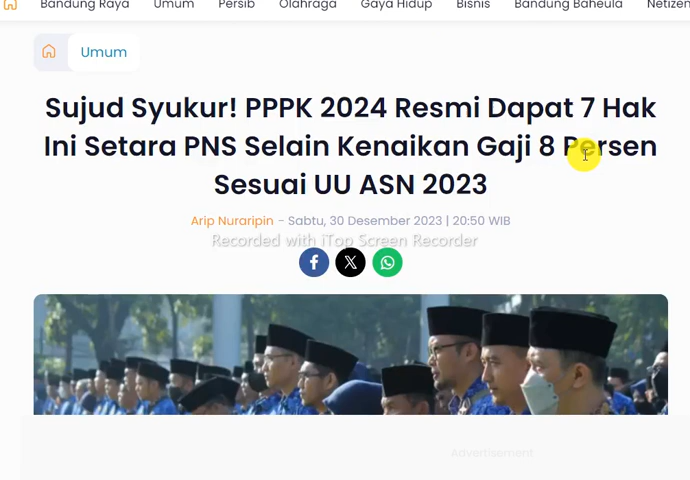 Bandung Raya Umum Persib Olahraga Gaya Hidup Bisnis Bandung Baheula Netizen
Umum
Sujud Syukur! PPPK 2024 Resmi Dapat 7 Hak
Ini Setara PNS Selain Kenaikan Gaji 8 Persen
Sesuai UU ASN 2023
Arip Nuraripin - Sabtu, 30 Desember 2023 | 20:50 WIB
Recorded with iTop Screen Recorder
Advertisement